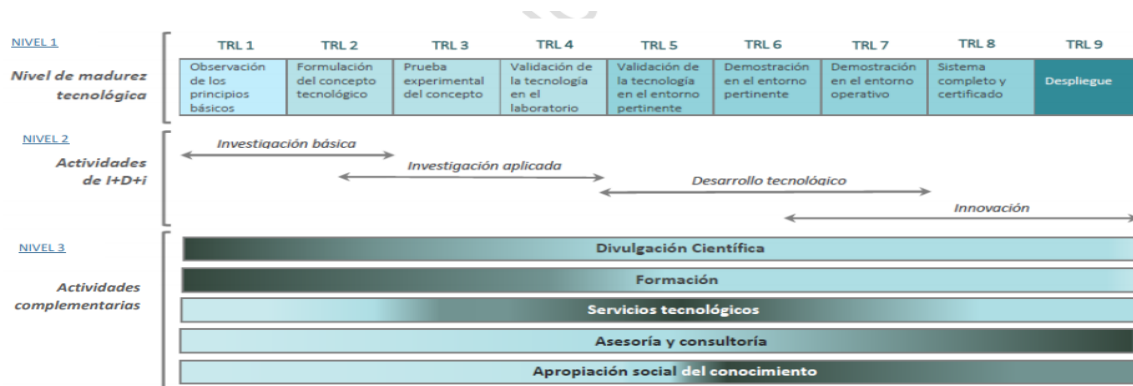 NIVEL 1
TRL 1 TRL 2 TRL 3 TRL 4 TRL 5 TRL 6 TRL 7 TRL 8 TRL 9
Nivel de madurez
tecnológica
Observación
de los
principios
básicos
Formulación
del concepto
tecnológico
Prueba
experimental
del concepto
Validación de
la tecnología
en el
laboratorio
Validación de
la tecnología
en el entorno
pertinente
Demostración
en el entorno
pertinente
Demostración
en el entorno
operativo
Sistema
completo y
certificado
Despliegue
NIVEL 2
Actividades
de I+D+i
Investigación básica
Investigación aplicada
Desarrollo tecnológico
Innovación
NIVEL 3
Actividades
complementarias
Divulgación Científica
Formación
Servicios tecnológicos
Asesoría y consultoría
Apropiación social del conocimiento